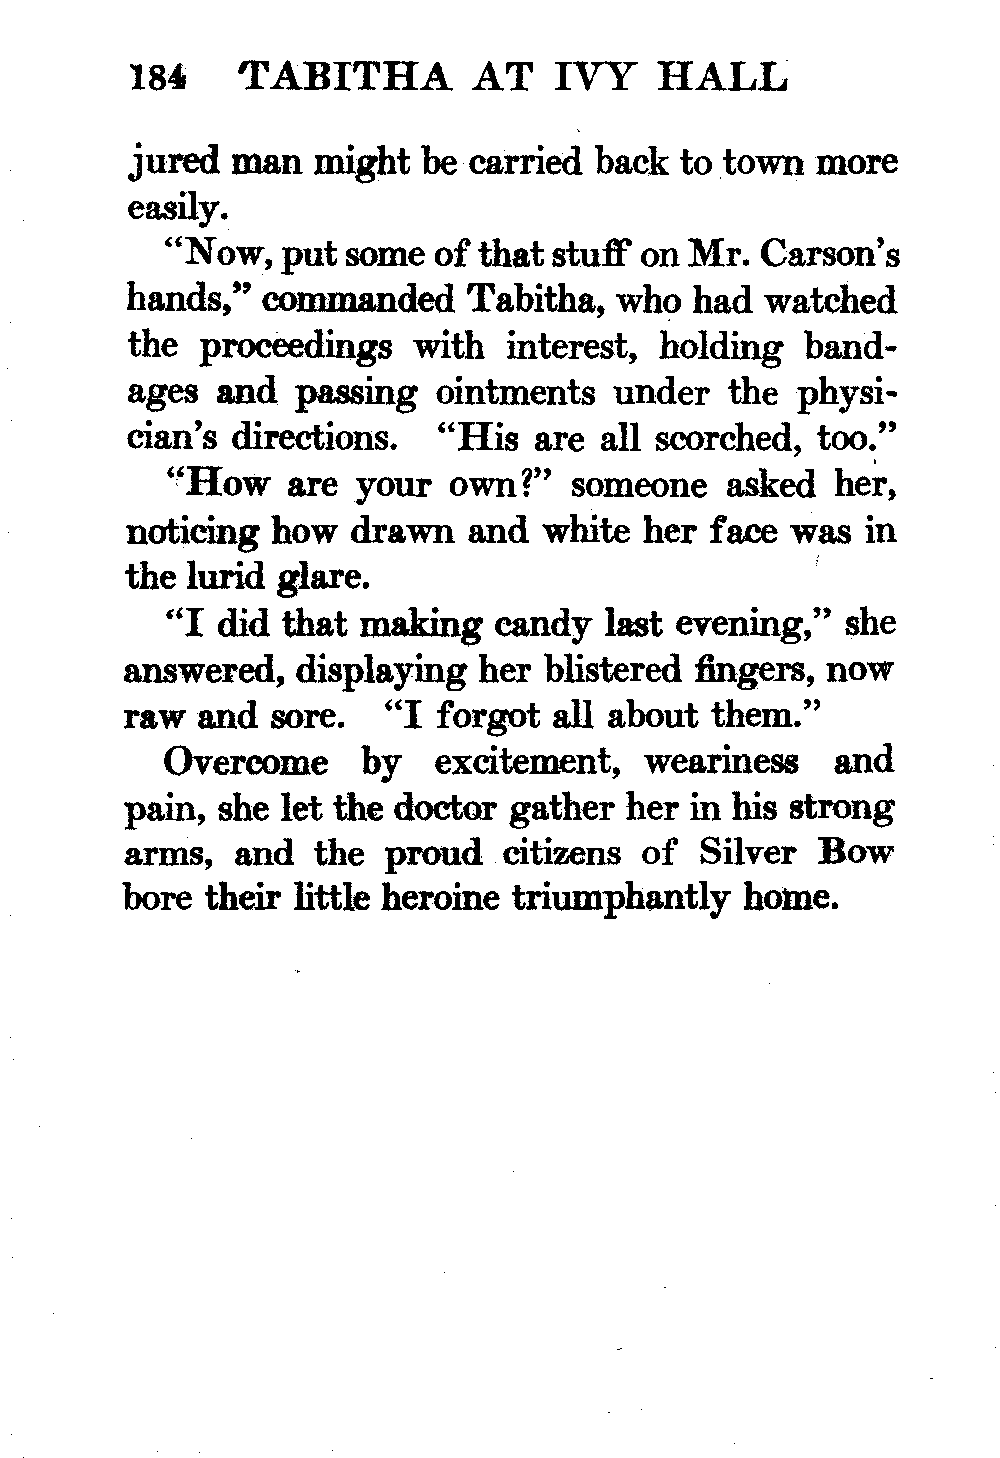 184 TABITHA AT IVY HALL
jured man might be carried back to town more
easily.
“Now, put some of that stuff on Mr. Carson’s
hands,” commanded Tabitha, who had watched
the proceedings with interest, holding band-
ages and passing ointments under the physi-
cian’s directions. “His are all scorched, too.”
“How are your own?” someone asked her,
noticing how drawn and white her face was in
the lurid glare.
“I did that making candy last evening,” she
answered, displaying her blistered fingers, now
raw and sore. “I forgot all about them.”
Overcome by excitement, weariness and
pain, she let the doctor gather her in his strong
arms, and the proud citizens of Silver Bow
bore their little heroine triumphantly home.